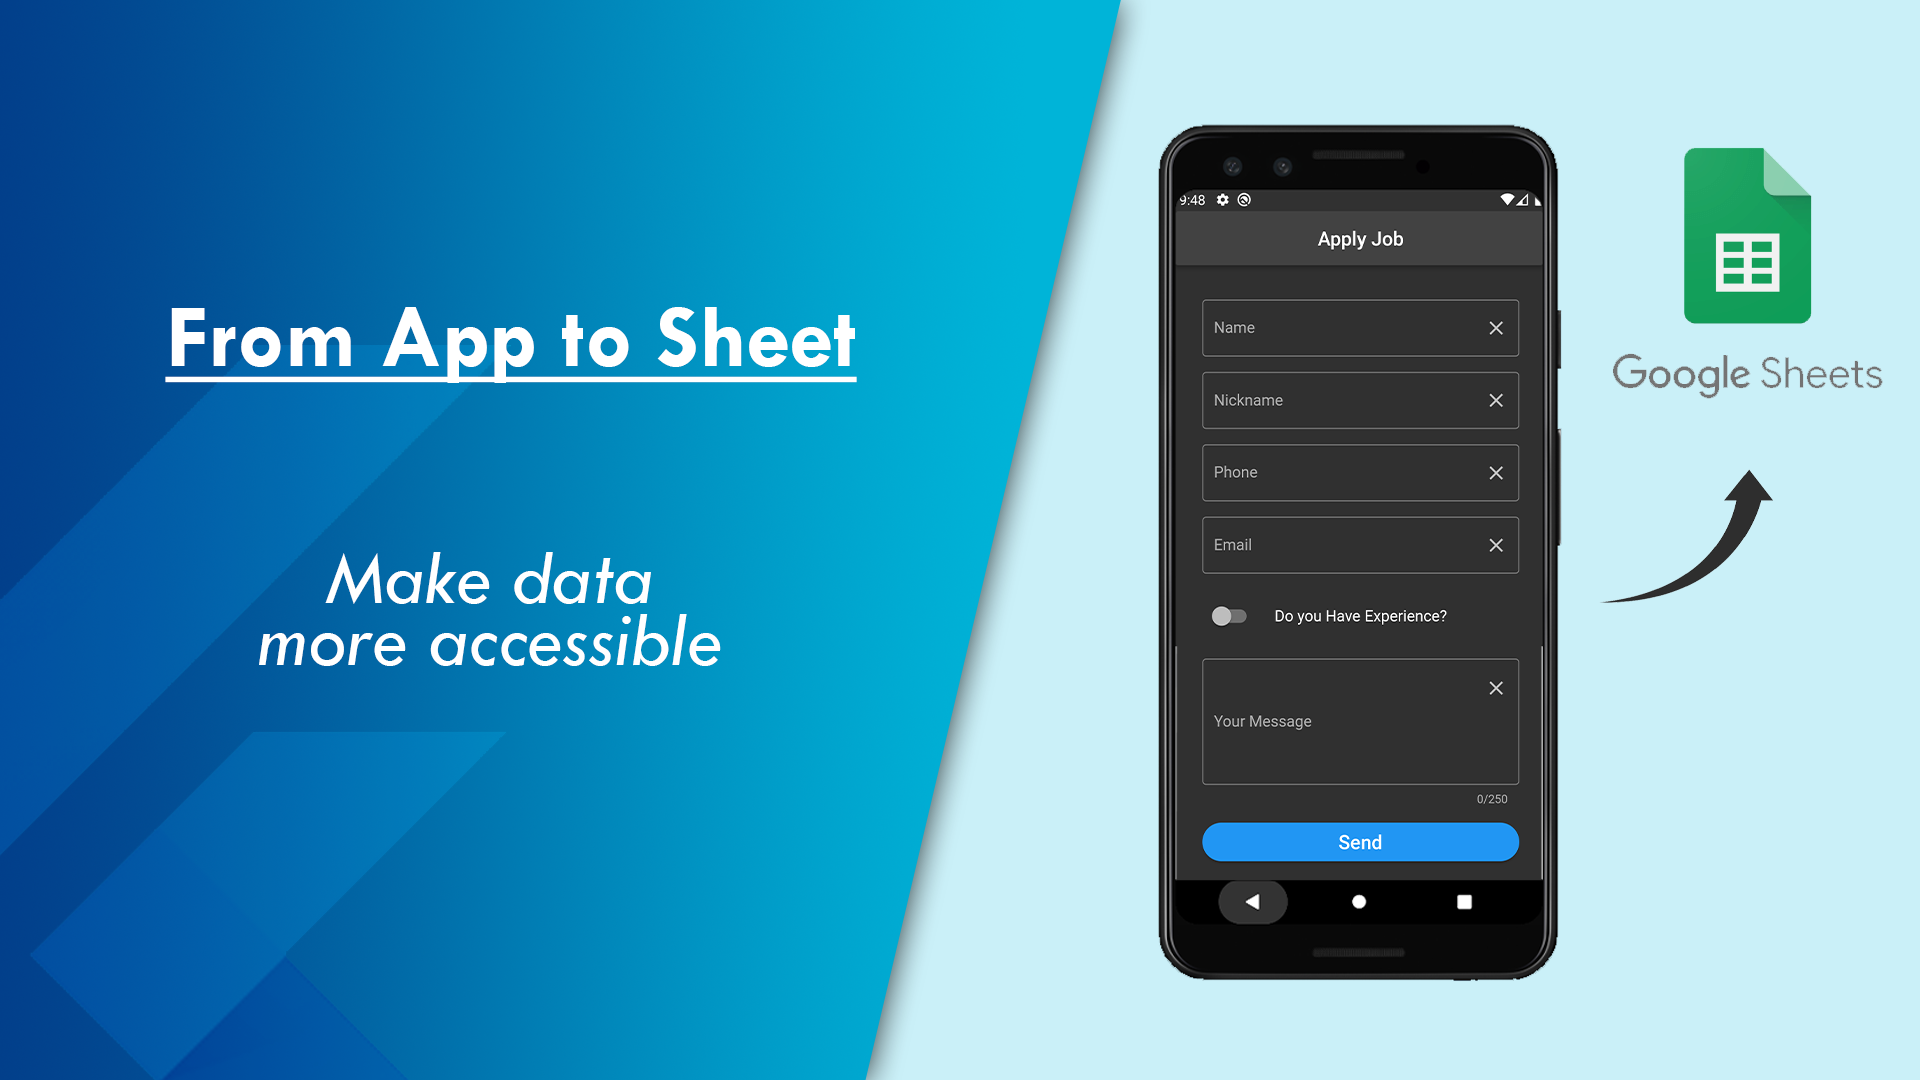 From App to Sheet
Make data
more accessible
9:48
Apply Job
Name
Nickname
Phone
Email
Do you Have Experience?
Your Message
0/250
Send
Google Sheets